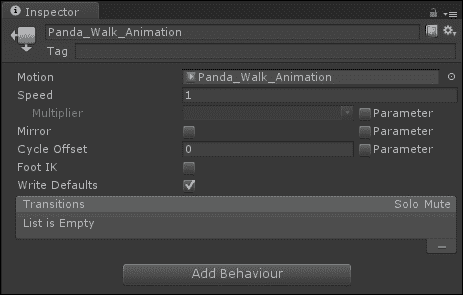 Inspector
Panda_Walk_Animation
Tag
Motion Panda_Walk_Animation
Speed 1
Multiplier Parameter
Mirror Parameter
Cycle Offset 0 Parameter
Foot IK
Write Defaults
Transitions Solo Mute
List is Empty
Add Behaviour